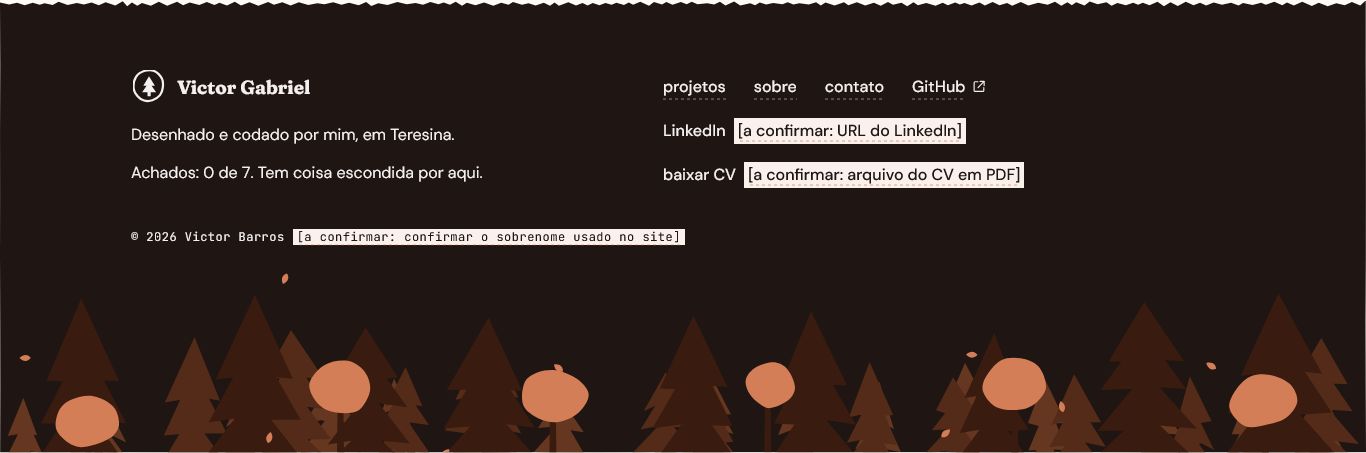 Victor Gabriel
Desenhado e codado por mim, em Teresina.
Achados: 0 de 7. Tem coisa escondida por aqui.
projetos sobre contato GitHub
LinkedIn [a confirmar: URL do LinkedIn]
baixar CV [a confirmar: arquivo do CV em PDF]
© 2026 Victor Barros [a confirmar: confirmar o sobrenome usado no site]